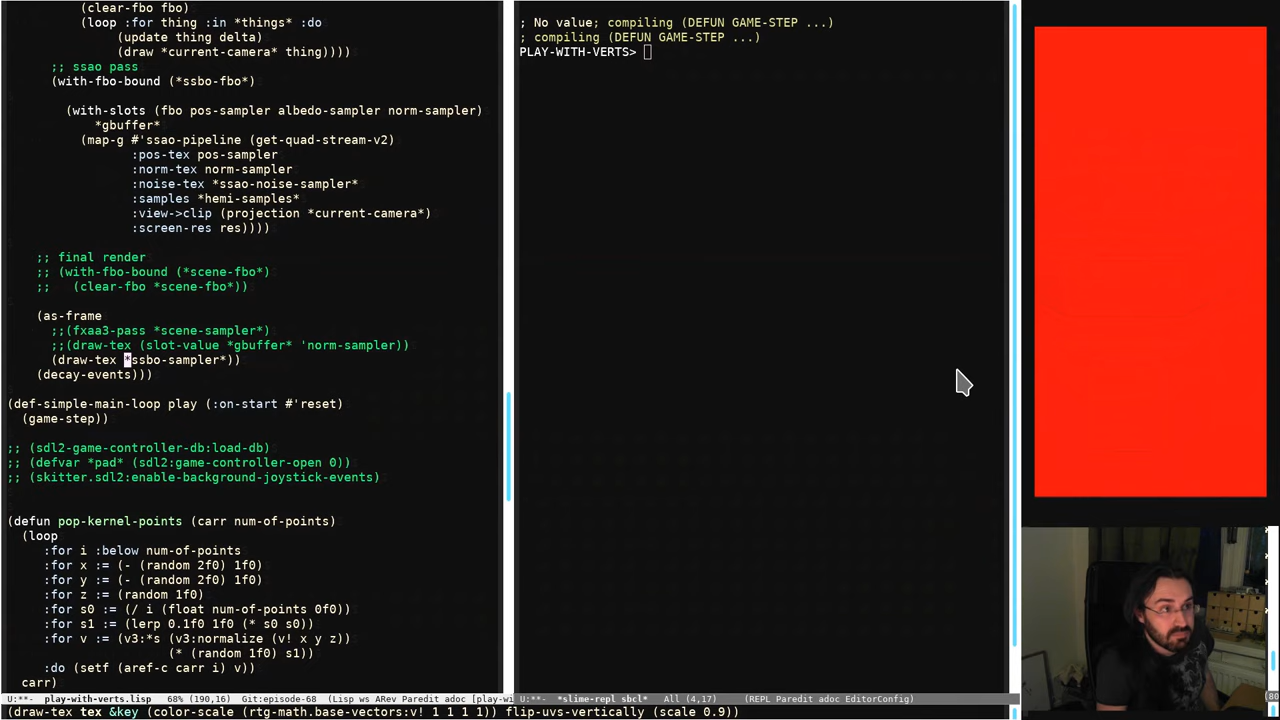 (clear-fbo fbo)
(loop :for thing :in *things* :do
(update thing delta)
(draw *current-camera* thing))))
;; ssao pass
(with-fbo-bound (*ssbo-fbo*)
(with-slots (fbo pos-sampler albedo-sampler norm-sampler)
*gbuffer*
(map-g #'ssao-pipeline (get-quad-stream-v2)
:pos-tex pos-sampler
:norm-tex norm-sampler
:noise-tex *ssao-noise-sampler*
:samples *hemi-samples*
:view->clip (projection *current-camera*)
:screen-res res))))
;; final render
;; (with-fbo-bound (*scene-fbo*)
;;   (clear-fbo *scene-fbo*))
(as-frame
;;(fxaa3-pass *scene-sampler*)
;;(draw-tex (slot-value *gbuffer* 'norm-sampler))
(draw-tex *ssbo-sampler*))
(decay-events)))
(def-simple-main-loop play (:on-start #'reset)
(game-step))
;; (sdl2-game-controller-db:load-db)
;; (defvar *pad* (sdl2:game-controller-open 0))
;; (skitter.sdl2:enable-background-joystick-events)
(defun pop-kernel-points (carr num-of-points)
(loop
:for i :below num-of-points
:for x := (- (random 2f0) 1f0)
:for y := (- (random 2f0) 1f0)
:for z := (random 1f0)
:for s0 := (/ i (float num-of-points 0f0))
:for s1 := (lerp 0.1f0 1f0 (* s0 s0))
:for v := (v3:*s (v3:normalize (v! x y z))
(* (random 1f0) s1))
:do (setf (aref-c carr i) v))
carr)
U:**-  play-with-verts.lisp   68% (190,16)  Git:episode-68  (Lisp ws ARev Paredit adoc [play-wi
; No value; compiling (DEFUN GAME-STEP ...)
; compiling (DEFUN GAME-STEP ...)
PLAY-WITH-VERTS>
U:**-  *slime-repl sbcl*   All (4,17)     (REPL Paredit adoc EditorConfig)
(draw-tex tex &key (color-scale (rtg-math.base-vectors:v! 1 1 1 1)) flip-uvs-vertically (scale 0.9))